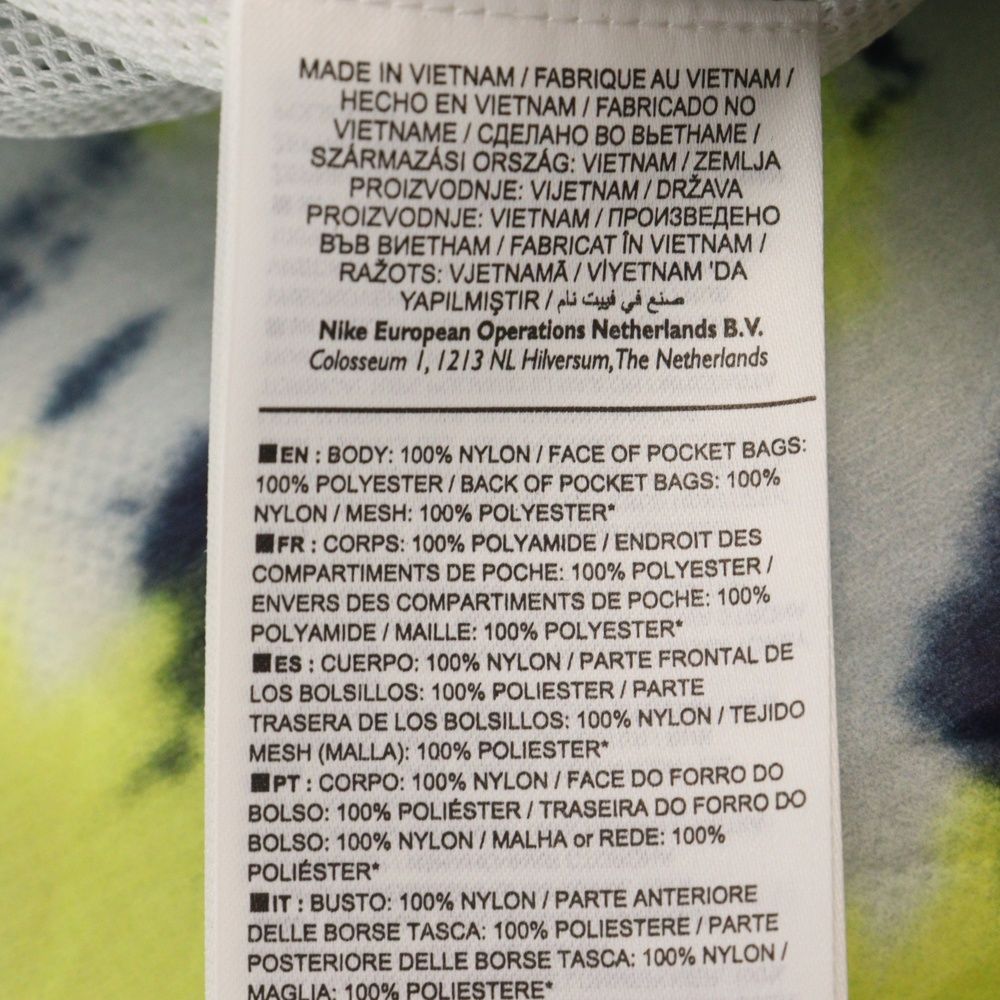 MADE IN VIETNAM / FABRIQUE AU VIETNAM /
HECHO EN VIETNAM / FABRICADO NO
VIETNAME / СДЕЛАНО ВО ВЬЕТНАМЕ /
SZÁRMAZÁSI ORSZÁG: VIETNAM / ZEMLJA
PROIZVODNJE: VIJETNAM / DRŽAVA
PROIZVODNJE: VIETNAM / ПРОИЗВЕДЕНО
ВЪВ ВИЕТНАМ / FABRICAT ÎN VIETNAM /
RAŽOTS: VJETNAMĀ / VİYETNAM 'DA
YAPILMIŞTIR / صنع في فييت نام
Nike European Operations Netherlands B.V.
Colosseum 1, 1213 NL Hilversum, The Netherlands
EN : BODY: 100% NYLON / FACE OF POCKET BAGS:
100% POLYESTER / BACK OF POCKET BAGS: 100%
NYLON / MESH: 100% POLYESTER*
FR : CORPS: 100% POLYAMIDE / ENDROIT DES
COMPARTIMENTS DE POCHE: 100% POLYESTER /
ENVERS DES COMPARTIMENTS DE POCHE: 100%
POLYAMIDE / MAILLE: 100% POLYESTER*
ES : CUERPO: 100% NYLON / PARTE FRONTAL DE
LOS BOLSILLOS: 100% POLIESTER / PARTE
TRASERA DE LOS BOLSILLOS: 100% NYLON / TEJIDO
MESH (MALLA): 100% POLIESTER*
PT : CORPO: 100% NYLON / FACE DO FORRO DO
BOLSO: 100% POLIÉSTER / TRASEIRA DO FORRO DO
BOLSO: 100% NYLON / MALHA or REDE: 100%
POLIÉSTER*
IT : BUSTO: 100% NYLON / PARTE ANTERIORE
DELLE BORSE TASCA: 100% POLIESTERE / PARTE
POSTERIORE DELLE BORSE TASCA: 100% NYLON /
MAGLIA: 100% POLIESTERE*